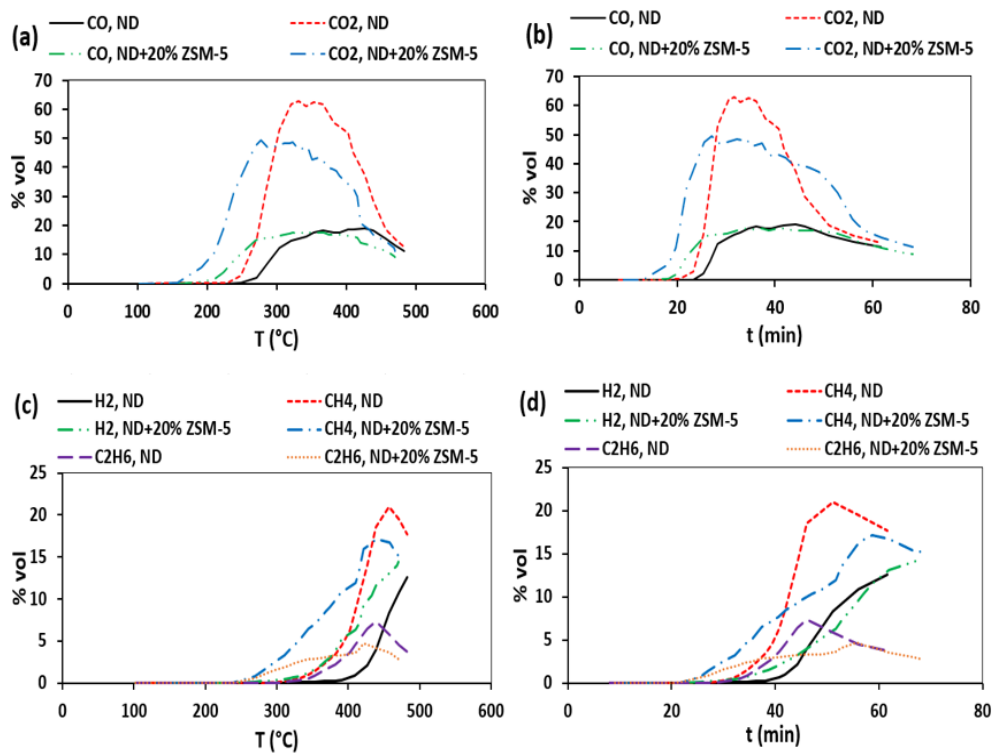 (a)
CO, ND CO2, ND
CO, ND+20% ZSM-5 CO2, ND+20% ZSM-5
70
60
50
40
30
20
10
0
% vol
0 100 200 300 400 500 600
T (°C)
(b)
CO, ND CO2, ND
CO, ND+20% ZSM-5 CO2, ND+20% ZSM-5
70
60
50
40
30
20
10
0
% vol
0 20 40 60 80
t (min)
(c)
H2, ND CH4, ND
H2, ND+20% ZSM-5 CH4, ND+20% ZSM-5
C2H6, ND C2H6, ND+20% ZSM-5
25
20
15
10
5
0
% vol
0 100 200 300 400 500 600
T (°C)
(d)
H2, ND CH4, ND
H2, ND+20% ZSM-5 CH4, ND+20% ZSM-5
C2H6, ND C2H6, ND+20% ZSM-5
25
20
15
10
5
0
% vol
0 20 40 60 80
t (min)